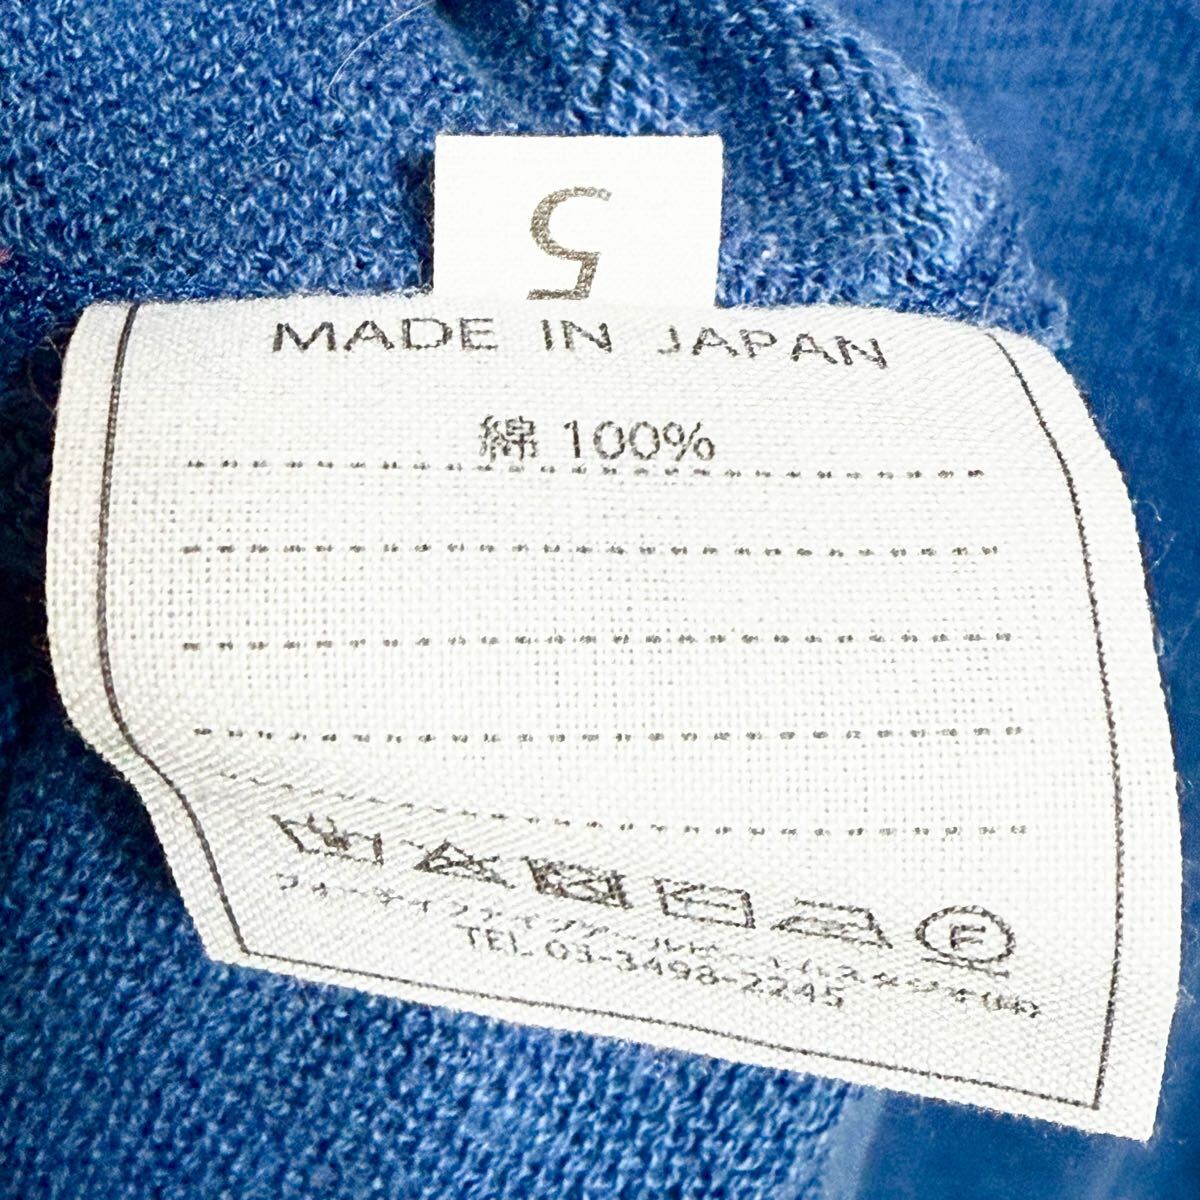 5
MADE IN JAPAN
綿 100%
F
TEL 03-3498-2245